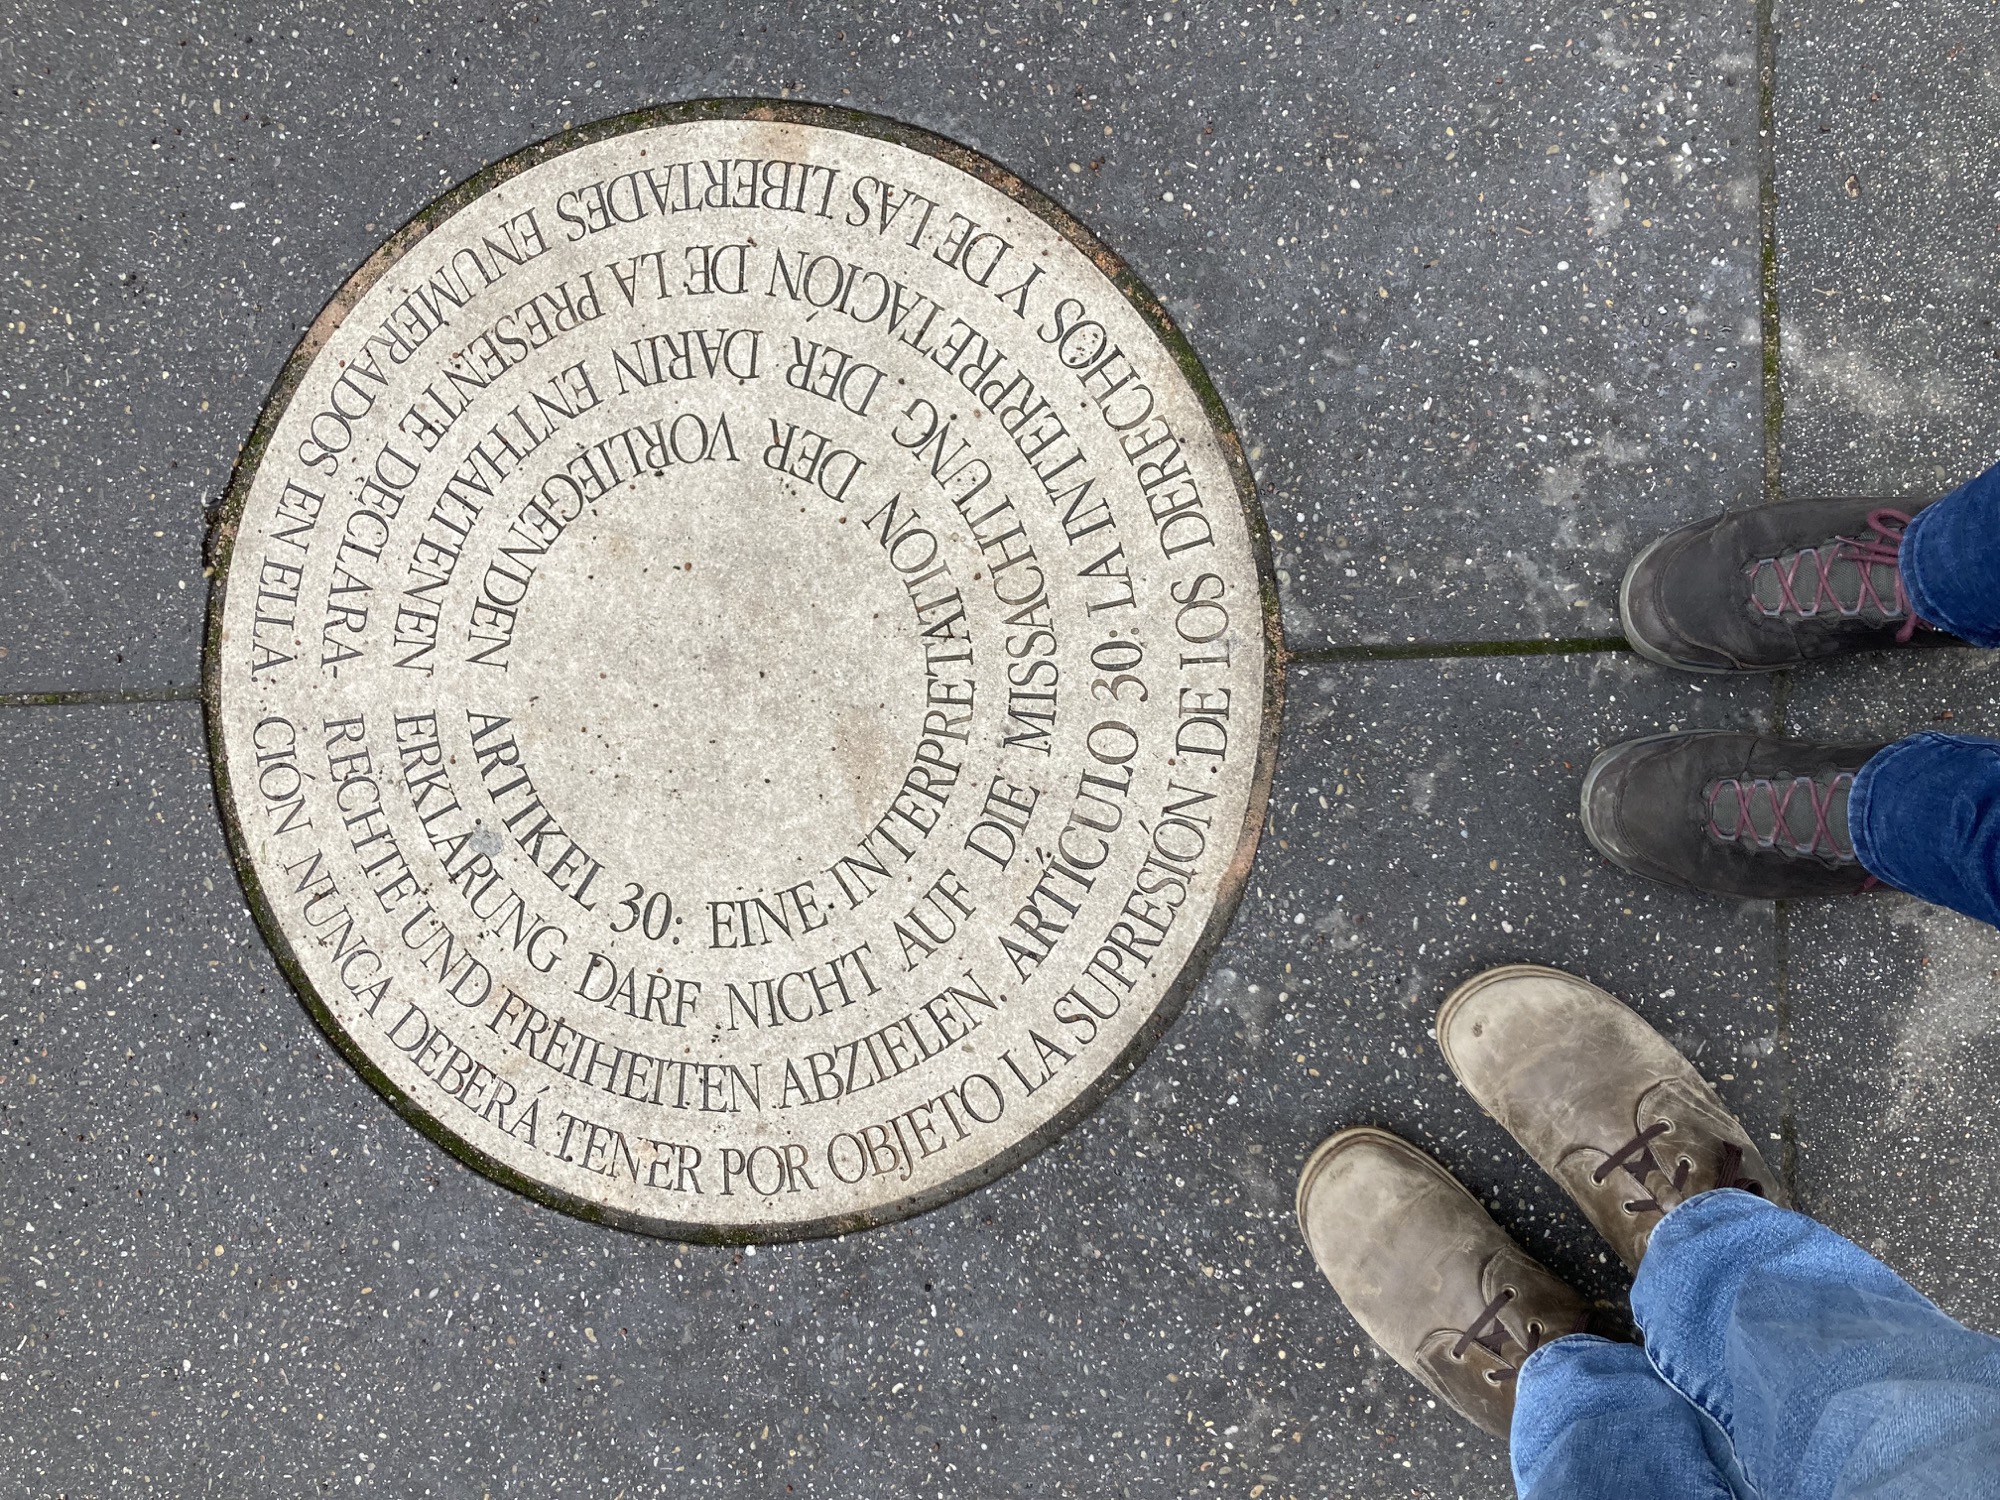 ARTIKEL 30: EINE INTERPRETATION DER VORLIEGENDEN
ERKLÄRUNG DARF NICHT AUF DIE MISSACHTUNG DER DARIN ENTHALTENEN
RECHTE UND FREIHEITEN ABZIELEN. ARTÍCULO 30: LA INTERPRETACIÓN DE LA PRESENTE DECLARA-
CIÓN NUNCA DEBERÁ TENER POR OBJETO LA SUPRESIÓN DE LOS DERECHOS Y DE LAS LIBERTADES ENUMERADOS EN ELLA.